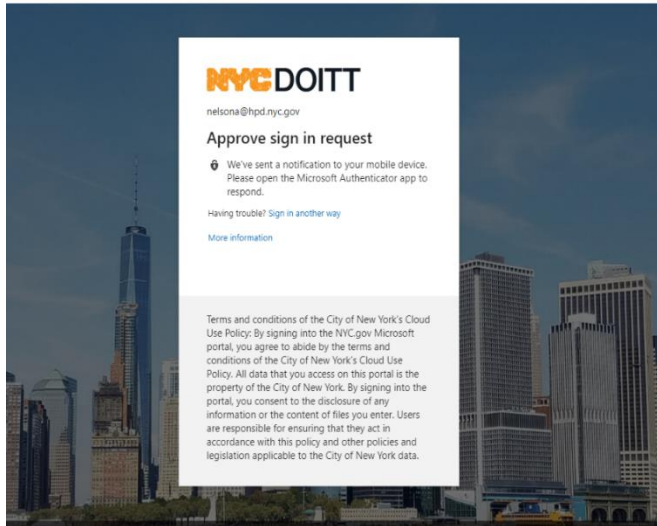 NYC DOITT
nelsona@hpd.nyc.gov
Approve sign in request
We've sent a notification to your mobile device.
Please open the Microsoft Authenticator app to
respond.
Having trouble? Sign in another way
More information
Terms and conditions of the City of New York's Cloud
Use Policy: By signing into the NYC.gov Microsoft
portal, you agree to abide by the terms and
conditions of the City of New York's Cloud Use
Policy. All data that you access on this portal is the
property of the City of New York. By signing into the
portal, you consent to the disclosure of any
information or the content of files you enter. Users
are responsible for ensuring that they act in
accordance with this policy and other policies and
legislation applicable to the City of New York data.